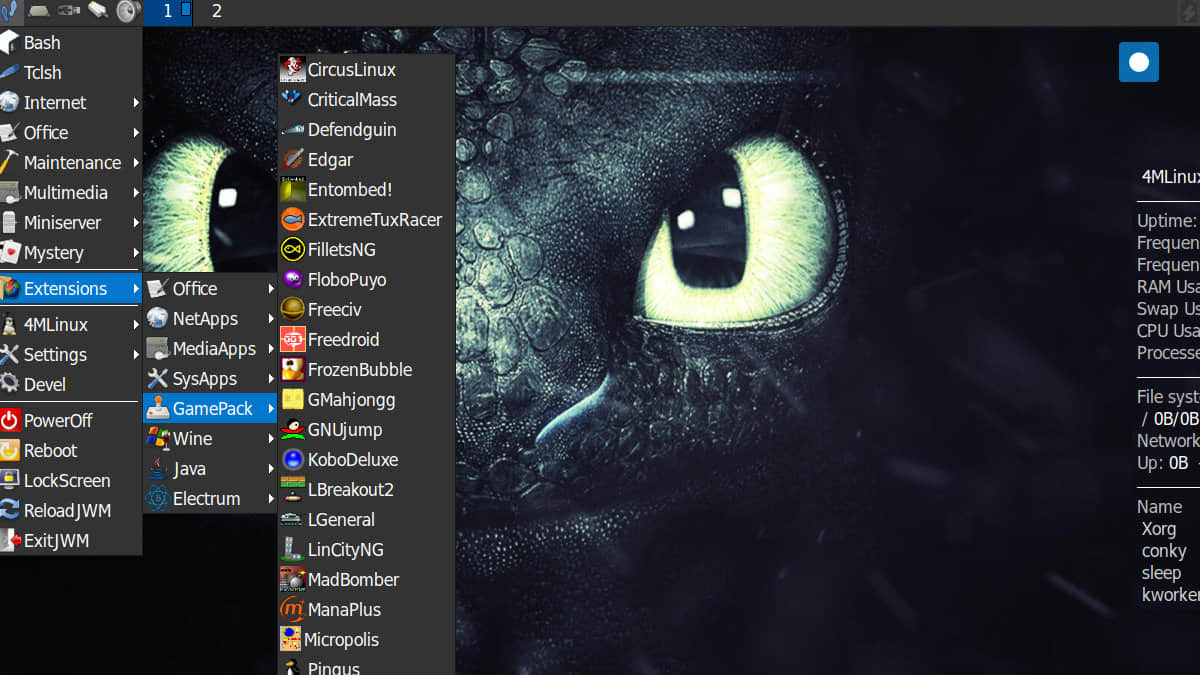 1
2
Bash
Tclsh
Internet
Office
Maintenance
Multimedia
Miniserver
Mystery
Extensions
4MLinux
Settings
Devel
PowerOff
Reboot
LockScreen
ReloadJWM
ExitJWM
Office
NetApps
MediaApps
SysApps
GamePack
Wine
Java
Electrum
CircusLinux
CriticalMass
Defendguin
Edgar
Entombed!
ExtremeTuxRacer
FilletsNG
FloboPuyo
Freeciv
Freedroid
FrozenBubble
GMahjongg
GNUjump
KoboDeluxe
LBreakout2
LGeneral
LinCityNG
MadBomber
ManaPlus
Micropolis
Pingus
4MLinux
Uptime:
Frequen
Frequen
RAM Usa
Swap Us
CPU Usa
Processe
File syst
/ 0B/0B
Network
Up: 0B
Name
Xorg
conky
sleep
kworker